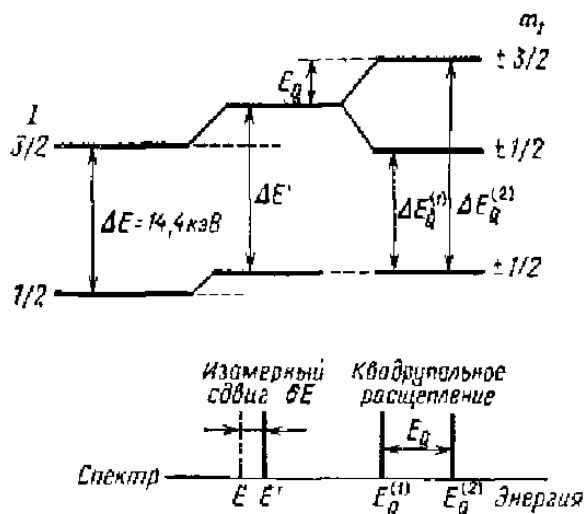 m_I
± 3/2
E_Q
I
3/2
± 1/2
ΔE'
ΔE_Q^(1)
ΔE_Q^(2)
ΔE = 14,4 кэВ
± 1/2
1/2
Изомерный
сдвиг δE
Квадрупольное
расщепление
E_Q
Спектр
E
E'
E_Q^(1)
E_Q^(2)
Энергия